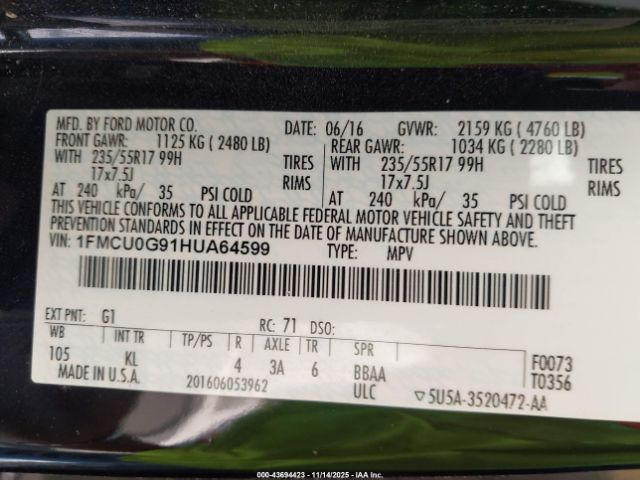 MFD. BY FORD MOTOR CO. DATE: 06/16 GVWR: 2159 KG ( 4760 LB)
FRONT GAWR: 1125 KG ( 2480 LB) REAR GAWR: 1034 KG ( 2280 LB)
WITH 235/55R17 99H TIRES WITH 235/55R17 99H TIRES
17x7.5J RIMS 17x7.5J RIMS
AT 240 kPa/ 35 PSI COLD AT 240 kPa/ 35 PSI COLD
THIS VEHICLE CONFORMS TO ALL APPLICABLE FEDERAL MOTOR VEHICLE SAFETY AND THEFT
PREVENTION STANDARDS IN EFFECT ON THE DATE OF MANUFACTURE SHOWN ABOVE.
VIN: 1FMCU0G91HUA64599 TYPE: MPV
EXT PNT: G1 RC: 71 DSO:
WB INT TR TP/PS R AXLE TR SPR
105 KL 4 3A 6 BBAA F0073
MADE IN U.S.A. 201606053962 ULC T0356
▽5U5A-3520472-AA
000-43694423 - 11/14/2025 - IAA Inc.